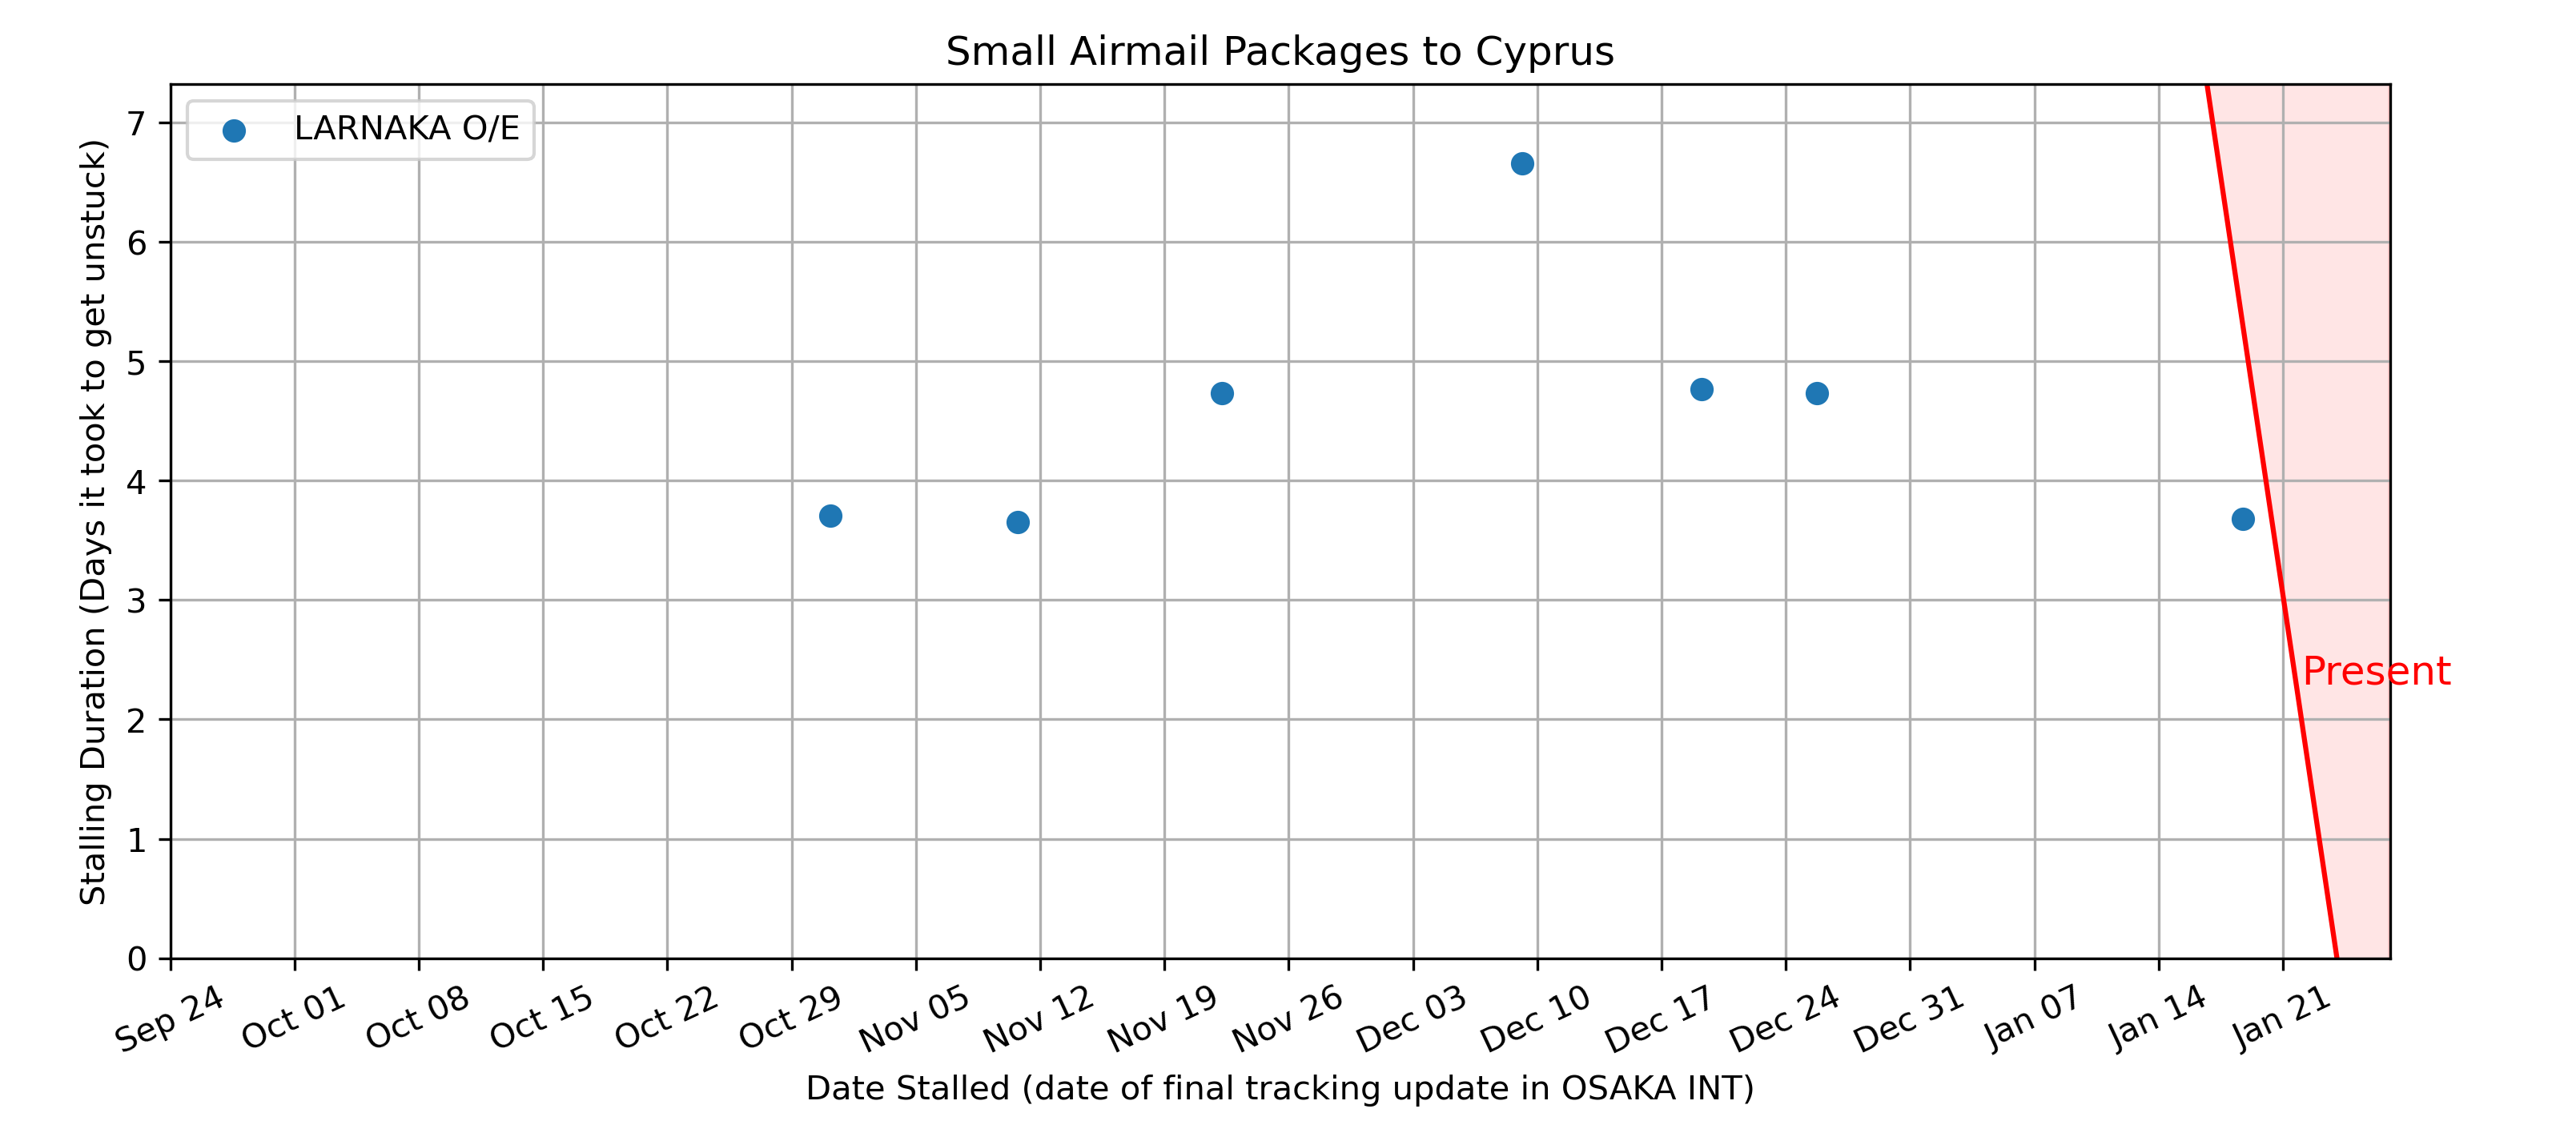 Small Airmail Packages to Cyprus
LARNAKA O/E
Stalling Duration (Days it took to get unstuck)
7
6
5
4
3
2
1
0
Present
Sep 24
Oct 01
Oct 08
Oct 15
Oct 22
Oct 29
Nov 05
Nov 12
Nov 19
Nov 26
Dec 03
Dec 10
Dec 17
Dec 24
Dec 31
Jan 07
Jan 14
Jan 21
Date Stalled (date of final tracking update in OSAKA INT)